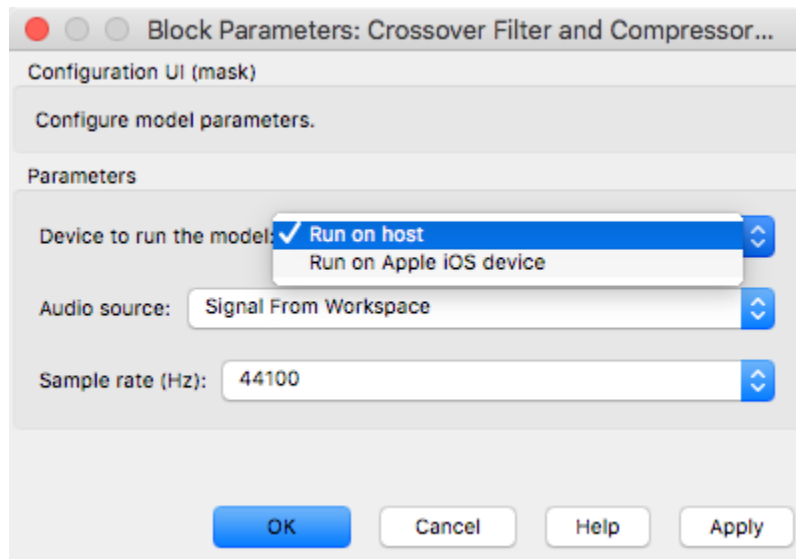 Block Parameters: Crossover Filter and Compressor...
Configuration UI (mask)
Configure model parameters.
Parameters
Device to run the model: ✓ Run on host
Run on Apple iOS device
Audio source: Signal From Workspace
Sample rate (Hz): 44100
OK Cancel Help Apply